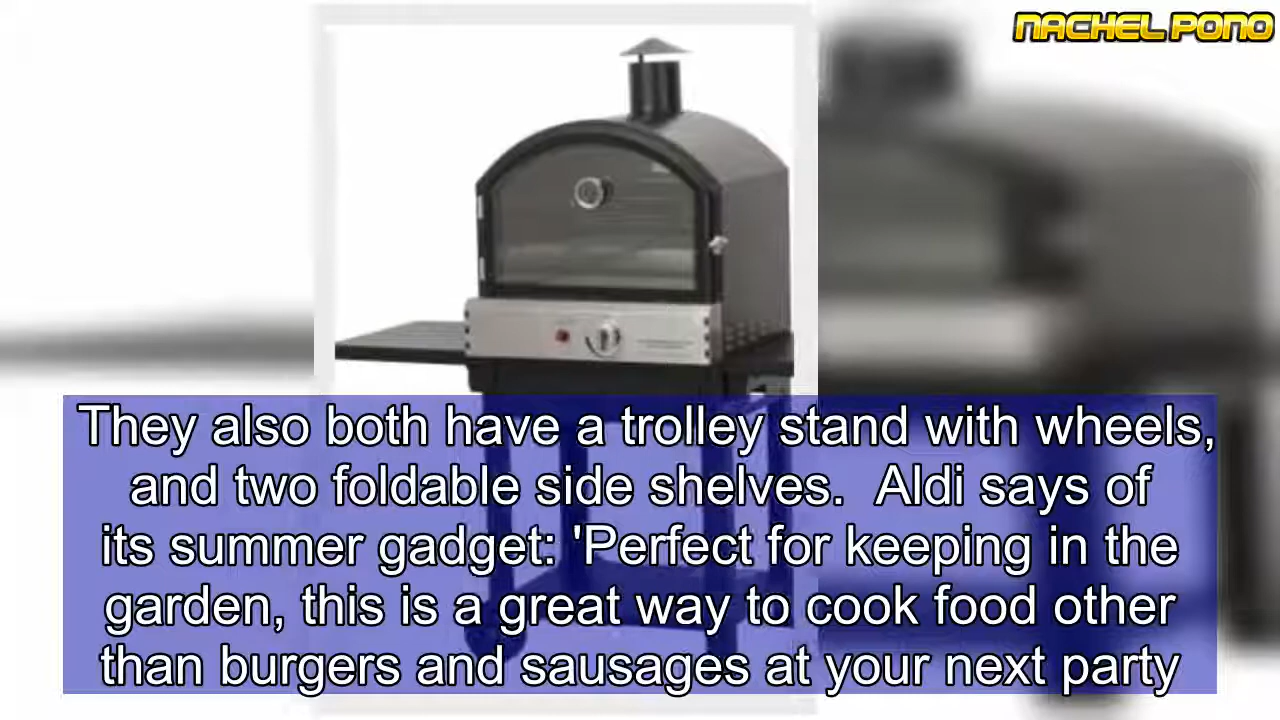 NACHEL PONO
They also both have a trolley stand with wheels,
and two foldable side shelves.  Aldi says of
its summer gadget: 'Perfect for keeping in the
garden, this is a great way to cook food other
than burgers and sausages at your next party